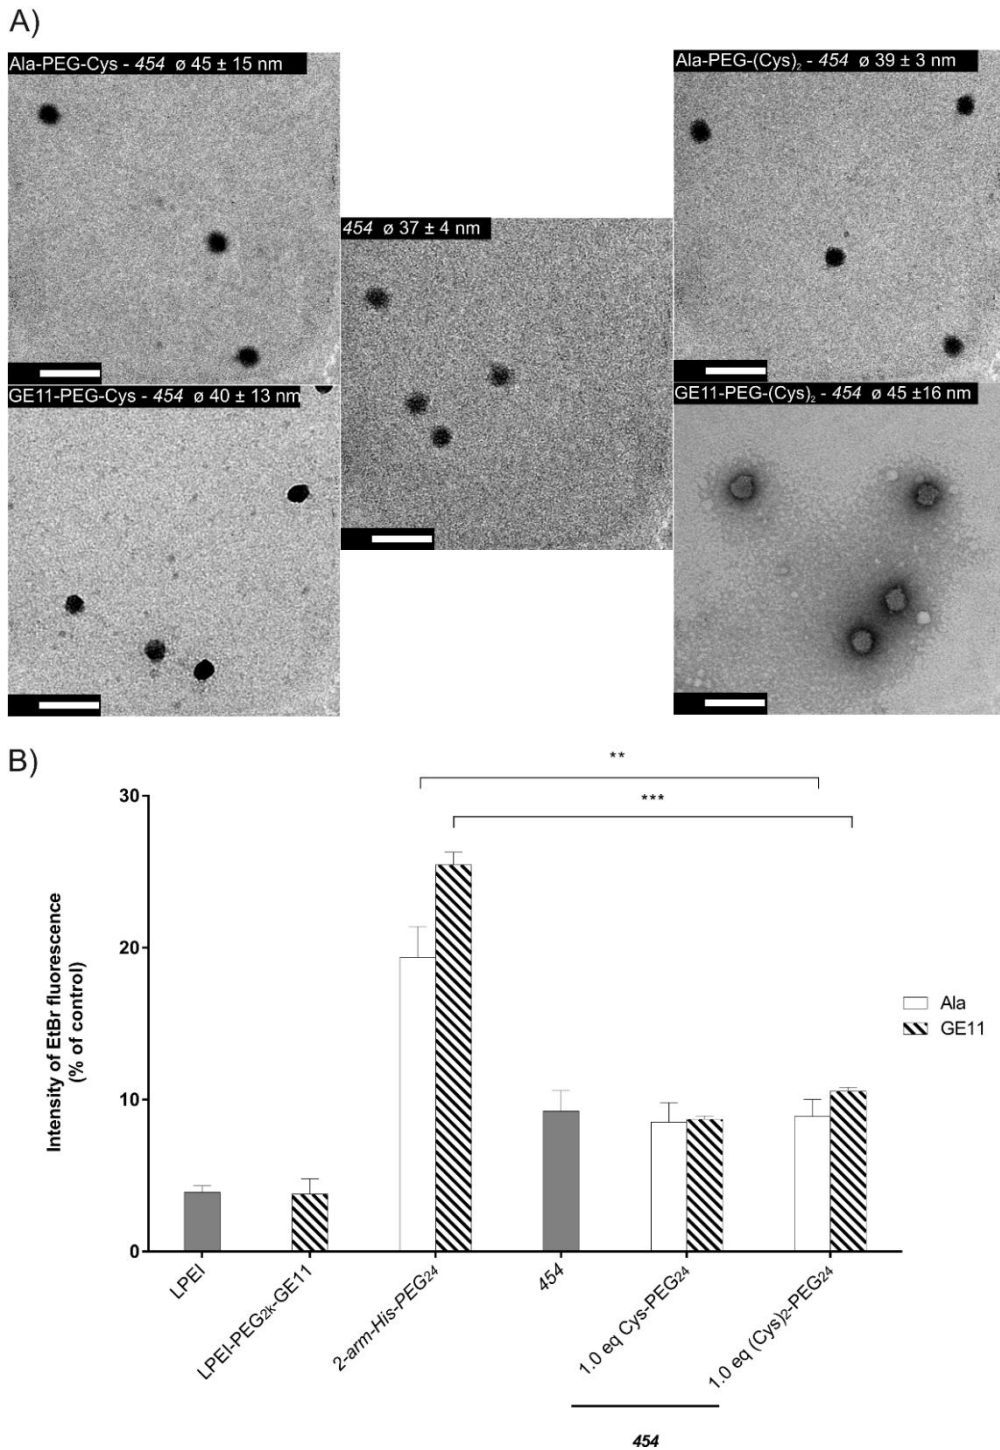 A)
Ala-PEG-Cys - 454 ø 45 ± 15 nm
Ala-PEG-(Cys)₂ - 454 ø 39 ± 3 nm
454 ø 37 ± 4 nm
GE11-PEG-Cys - 454 ø 40 ± 13 nm
GE11-PEG-(Cys)₂ - 454 ø 45 ±16 nm
B)
**
***
30
20
10
0
Intensity of EtBr fluorescence
(% of control)
Ala
GE11
LPEI
LPEI-PEG₂ₖ-GE11
2-arm-His-PEG₂₄
454
1.0 eq Cys-PEG₂₄
1.0 eq (Cys)₂-PEG₂₄
454